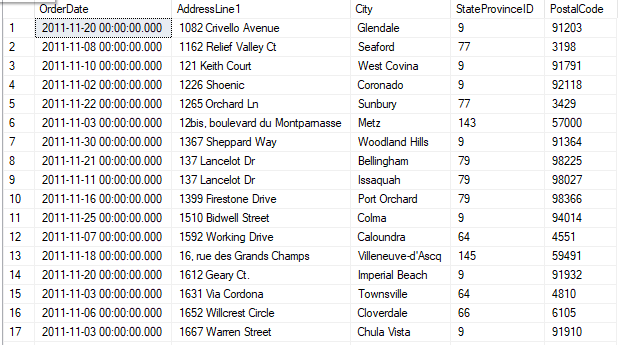 OrderDate AddressLine1 City StateProvinceID PostalCode
1 2011-11-20 00:00:00.000 1082 Crivello Avenue Glendale 9 91203
2 2011-11-08 00:00:00.000 1162 Relief Valley Ct Seaford 77 3198
3 2011-11-10 00:00:00.000 121 Keith Court West Covina 9 91791
4 2011-11-02 00:00:00.000 1226 Shoenic Coronado 9 92118
5 2011-11-22 00:00:00.000 1265 Orchard Ln Sunbury 77 3429
6 2011-11-03 00:00:00.000 12bis, boulevard du Montparnasse Metz 143 57000
7 2011-11-30 00:00:00.000 1367 Sheppard Way Woodland Hills 9 91364
8 2011-11-21 00:00:00.000 137 Lancelot Dr Bellingham 79 98225
9 2011-11-11 00:00:00.000 137 Lancelot Dr Issaquah 79 98027
10 2011-11-16 00:00:00.000 1399 Firestone Drive Port Orchard 79 98366
11 2011-11-25 00:00:00.000 1510 Bidwell Street Colma 9 94014
12 2011-11-07 00:00:00.000 1592 Working Drive Caloundra 64 4551
13 2011-11-18 00:00:00.000 16, rue des Grands Champs Villeneuve-d'Ascq 145 59491
14 2011-11-20 00:00:00.000 1612 Geary Ct. Imperial Beach 9 91932
15 2011-11-03 00:00:00.000 1631 Via Cordona Townsville 64 4810
16 2011-11-06 00:00:00.000 1652 Willcrest Circle Cloverdale 66 6105
17 2011-11-03 00:00:00.000 1667 Warren Street Chula Vista 9 91910